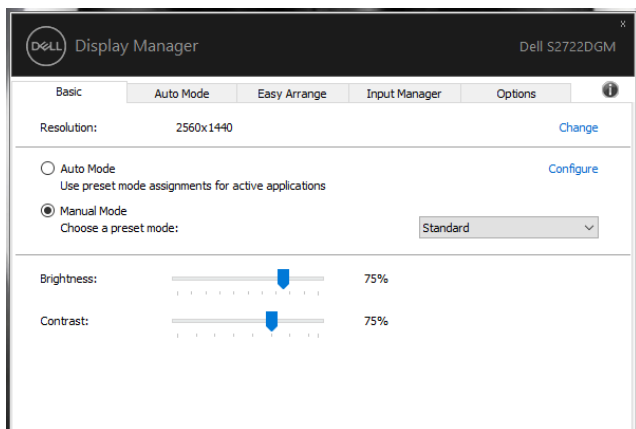 x
DELL Display Manager Dell S2722DGM
Basic Auto Mode Easy Arrange Input Manager Options i
Resolution: 2560x1440 Change
Auto Mode Configure
Use preset mode assignments for active applications
Manual Mode
Choose a preset mode: Standard
Brightness: 75%
Contrast: 75%